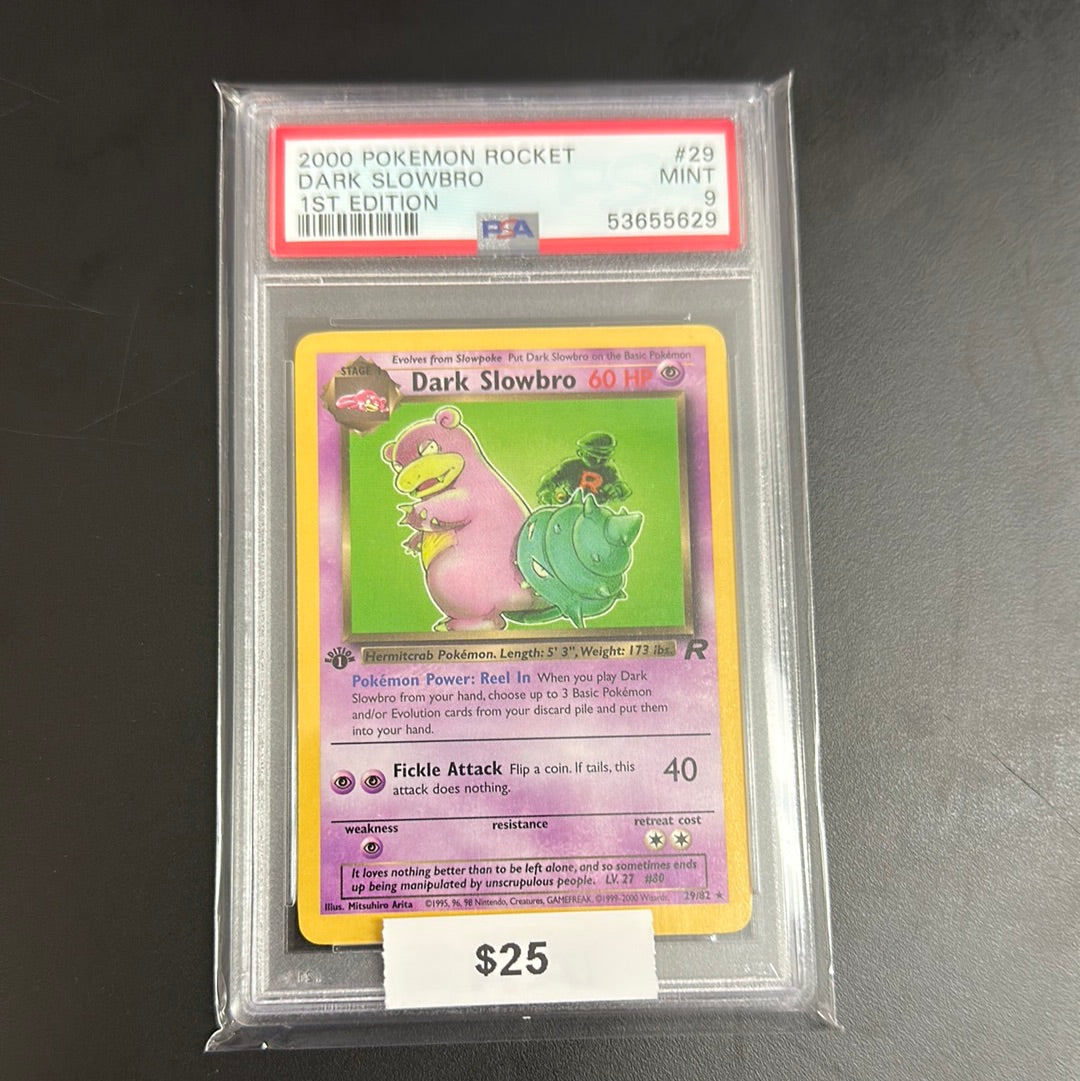 2000 POKEMON ROCKET #29
DARK SLOWBRO MINT
1ST EDITION 9
PSA 53655629
Evolves from Slowpoke Put Dark Slowbro on the Basic Pokémon
STAGE 1
Dark Slowbro 60 HP
R
EDITION
1
Hermitcrab Pokémon. Length: 5' 3", Weight: 173 lbs. R
Pokémon Power: Reel In When you play Dark
Slowbro from your hand, choose up to 3 Basic Pokémon
and/or Evolution cards from your discard pile and put them
into your hand.
Fickle Attack Flip a coin. If tails, this 40
attack does nothing.
weakness resistance retreat cost
It loves nothing better than to be left alone, and so sometimes ends
up being manipulated by unscrupulous people. LV. 27 #80
Illus. Mitsuhiro Arita ©1995, 96, 98 Nintendo, Creatures, GAMEFREAK. ©1999-2000 Wizards. 29/82 ★
$25